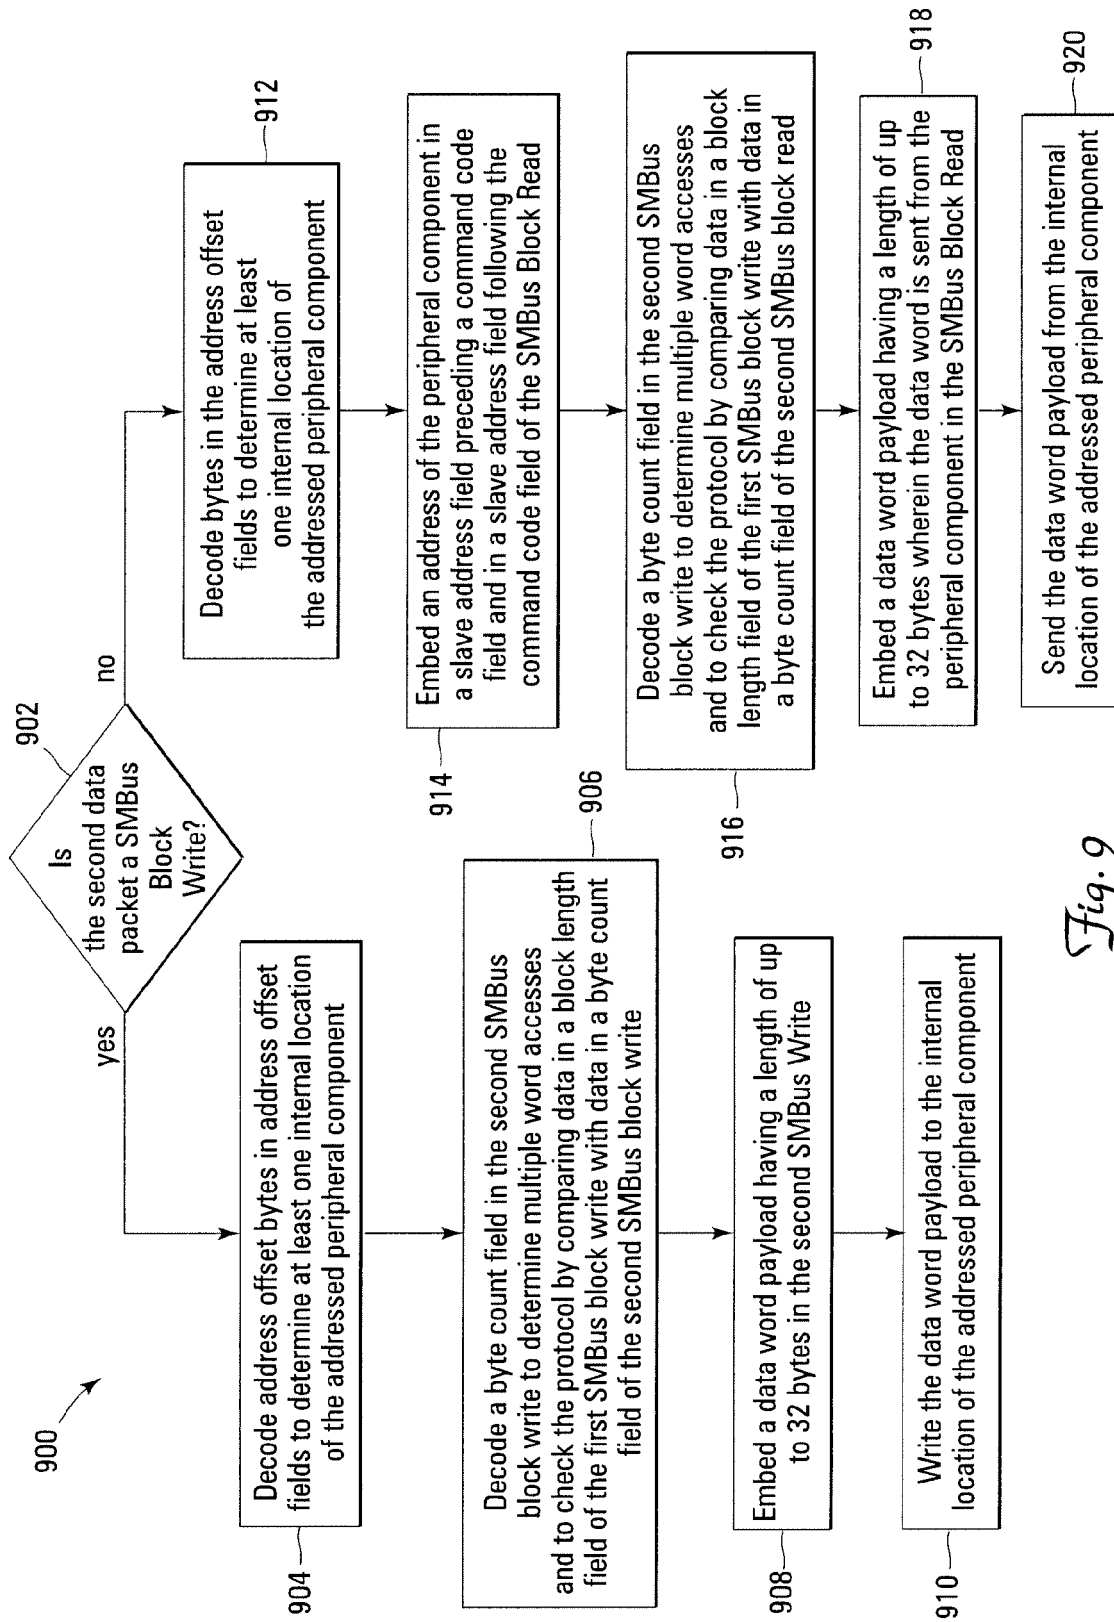 900
902
Is
the second data
packet a SMBus
Block
Write?
yes
no
904
Decode address offset bytes in address offset
fields to determine at least one internal location
of the addressed peripheral component
906
Decode a byte count field in the second SMBus
block write to determine multiple word accesses
and to check the protocol by comparing data in a block length
field of the first SMBus block write with data in a byte count
field of the second SMBus block write
908
Embed a data word payload having a length of up
to 32 bytes in the second SMBus Write
910
Write the data word payload to the internal
location of the addressed peripheral component
912
Decode bytes in the address offset
fields to determine at least
one internal location of
the addressed peripheral component
914
Embed an address of the peripheral component in
a slave address field preceding a command code
field and in a slave address field following the
command code field of the SMBus Block Read
916
Decode a byte count field in the second SMBus
block write to determine multiple word accesses
and to check the protocol by comparing data in a block
length field of the first SMBus block write with data in
a byte count field of the second SMBus block read
918
Embed a data word payload having a length of up
to 32 bytes wherein the data word is sent from the
peripheral component in the SMBus Block Read
920
Send the data word payload from the internal
location of the addressed peripheral component
Fig. 9